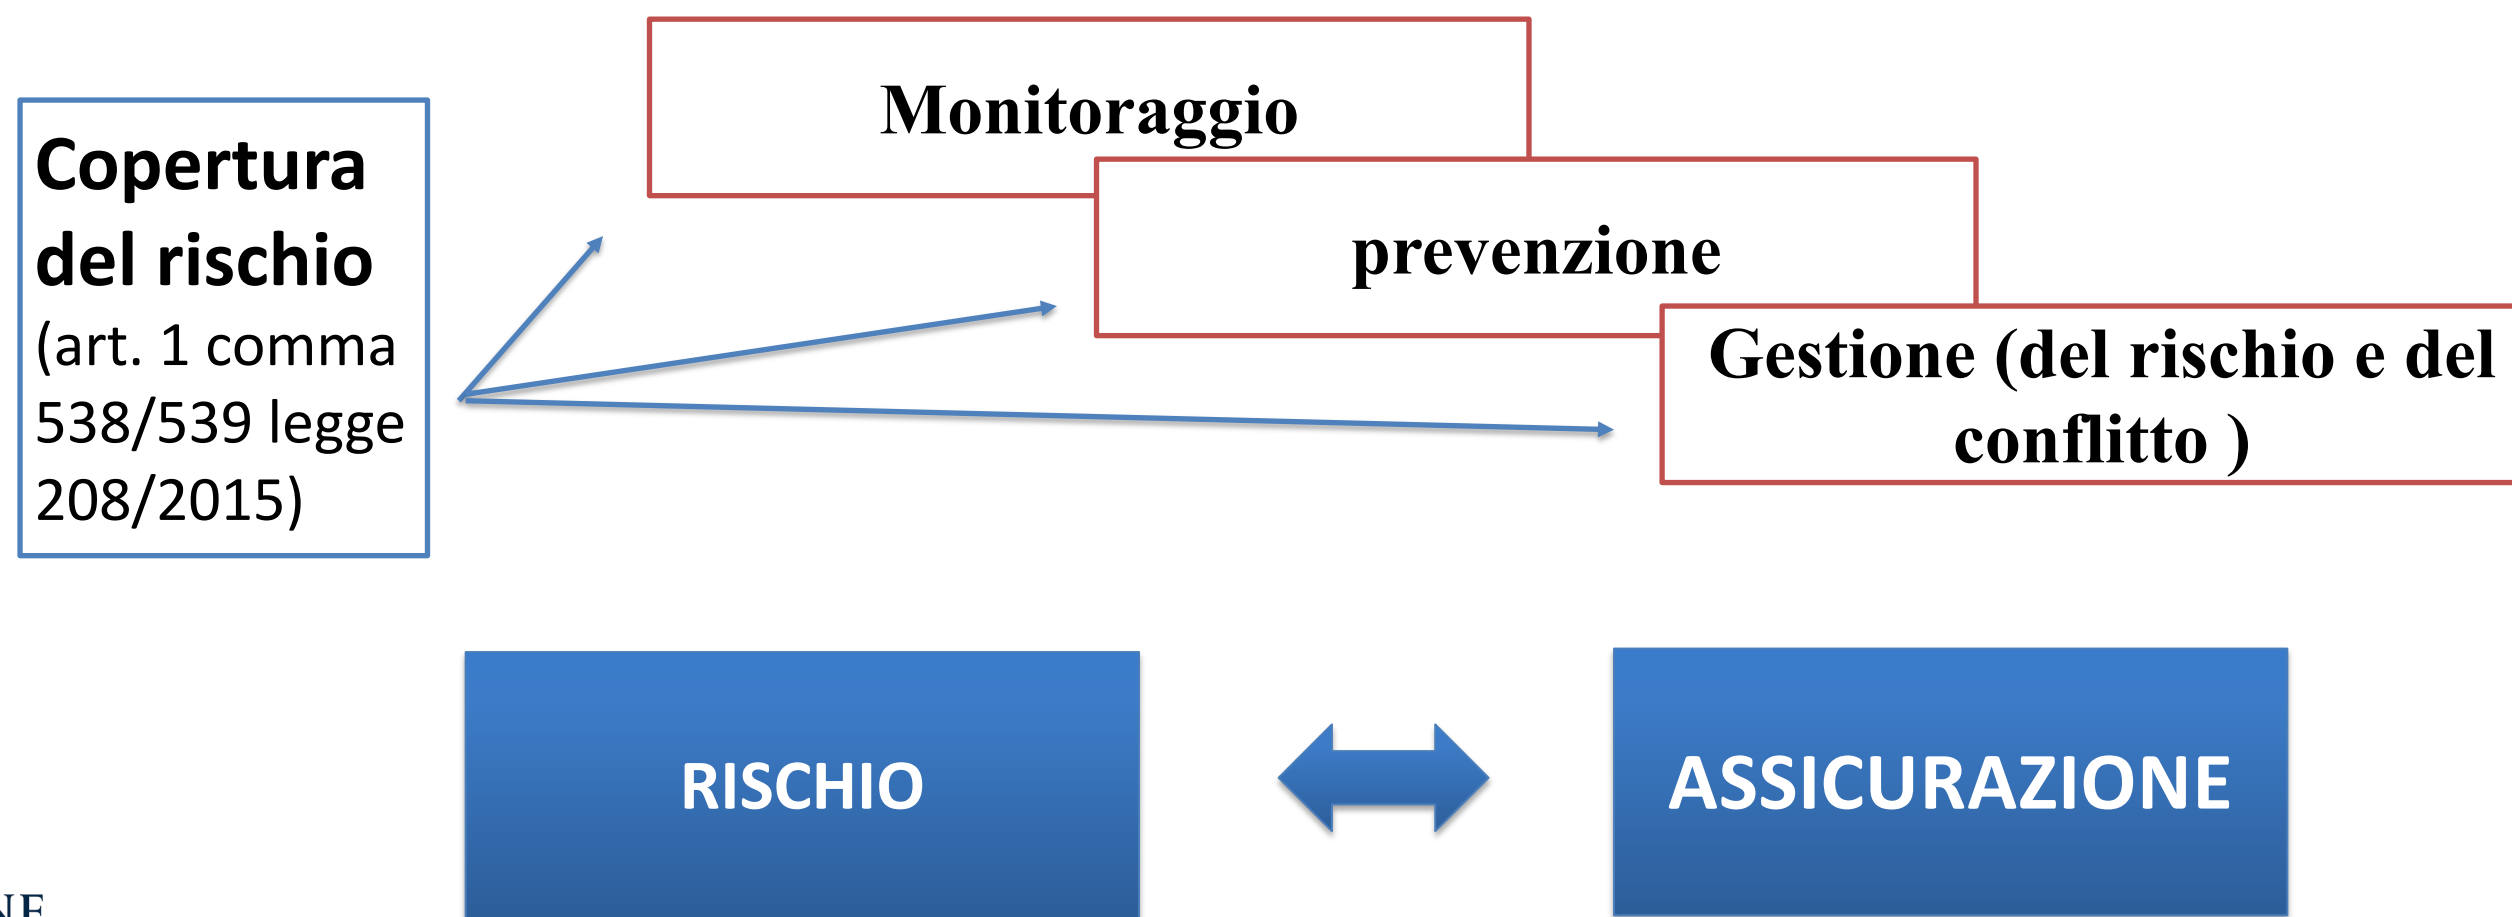 Monitoraggio
Copertura
del rischio
(art. 1 comma
538/539 legge
208/2015)
prevenzione
Gestione (del rischio e del
conflitto )
RISCHIO
ASSICURAZIONE